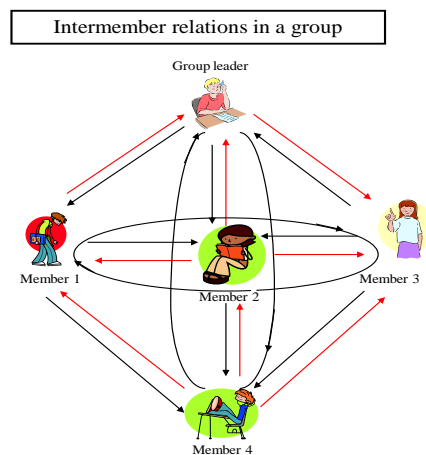 Intermember relations in a group
Group leader
Member 1
Member 2
Member 3
Member 4